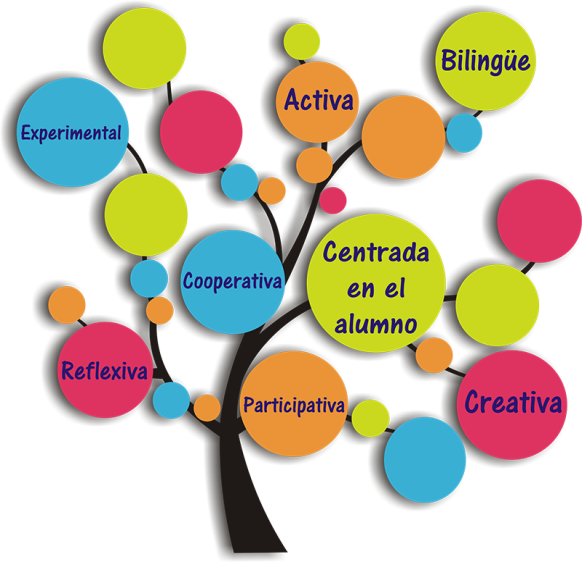 Bilingüe
Activa
Experimental
Centrada
en el
alumno
Cooperativa
Reflexiva
Participativa
Creativa